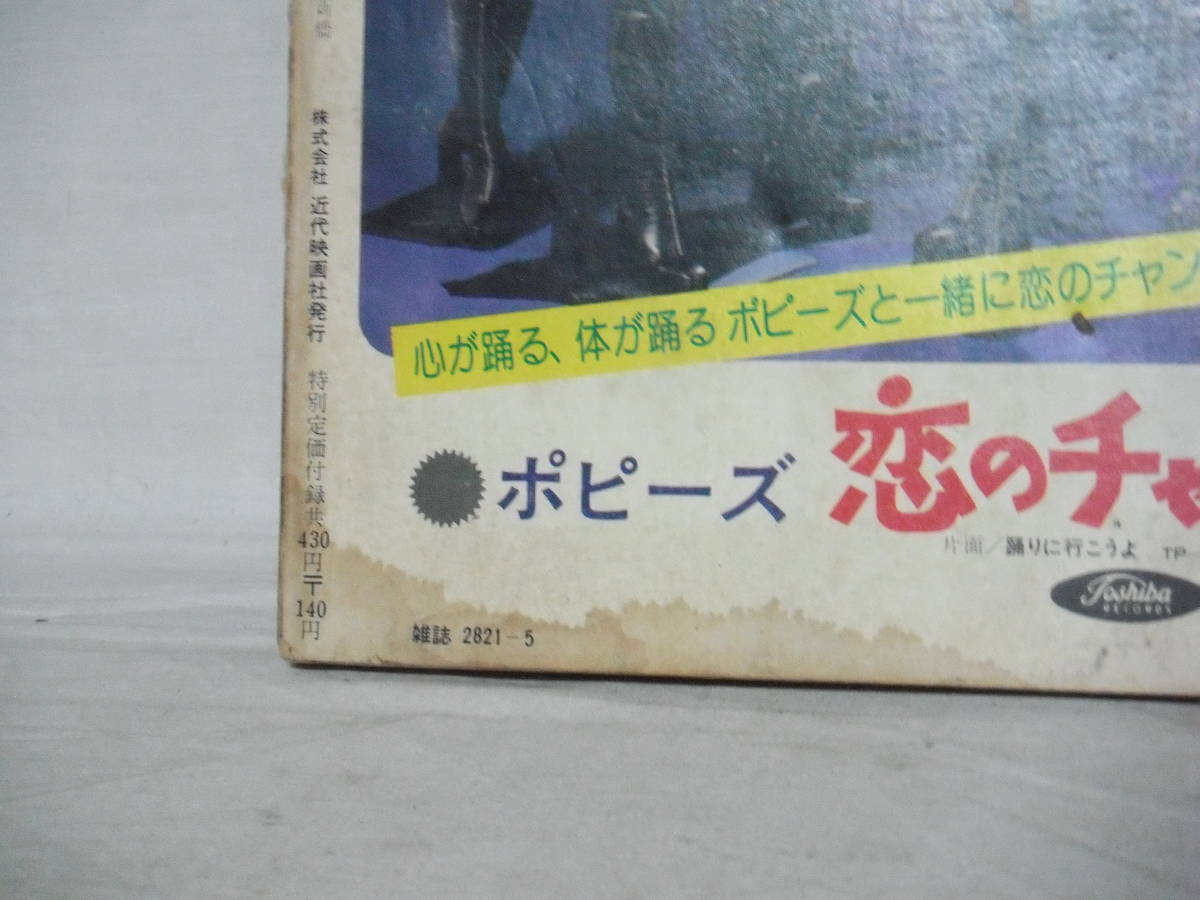 株式会社 近代映画社発行 特別定価付録共430円〒140円
心が踊る、体が踊る ポピーズと一緒に恋のチャン
ポピーズ 恋のチャ
片面/踊りに行こうよ TP-
Toshiba
RECORDS
雑誌 2821-5